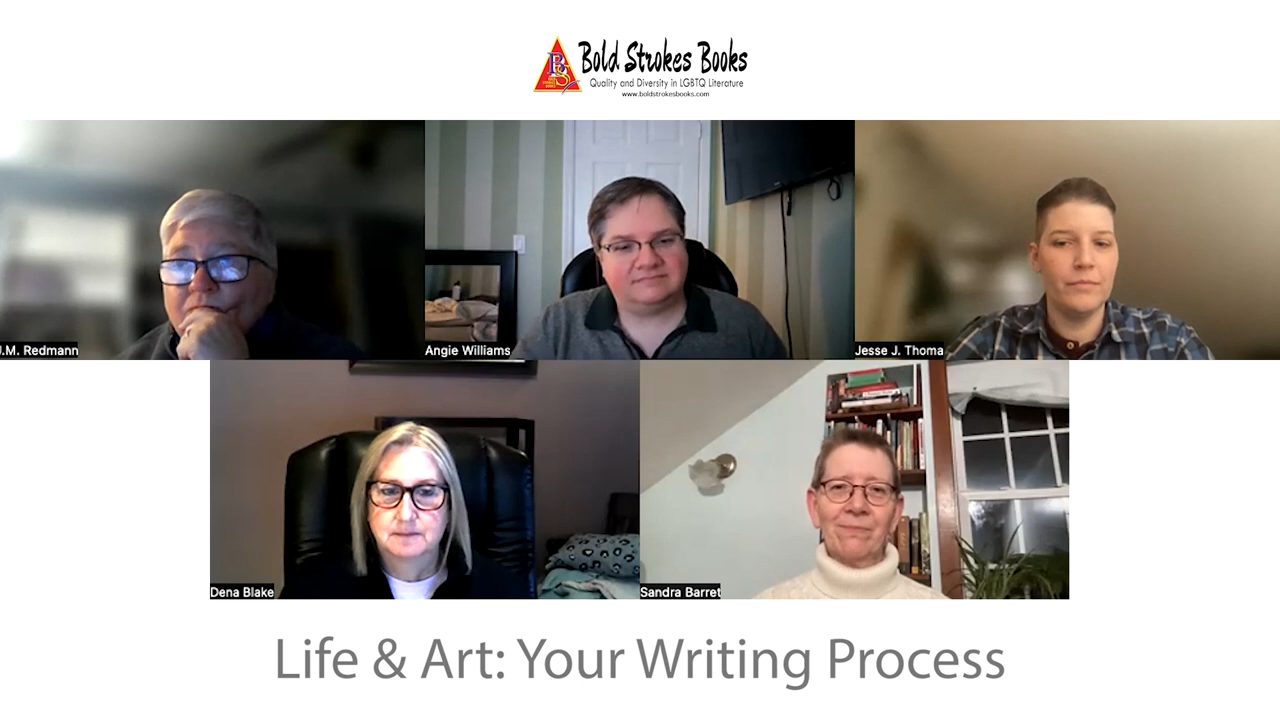 Bold Strokes Books
Quality and Diversity in LGBTQ Literature
www.boldstrokesbooks.com
J.M. Redmann
Angie Williams
Jesse J. Thoma
Dena Blake
Sandra Barret
Life & Art: Your Writing Process